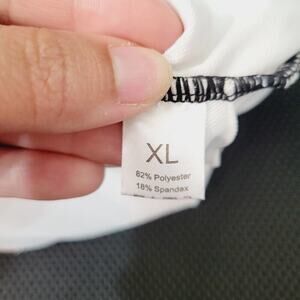 XL
82% Polyester
18% Spandex